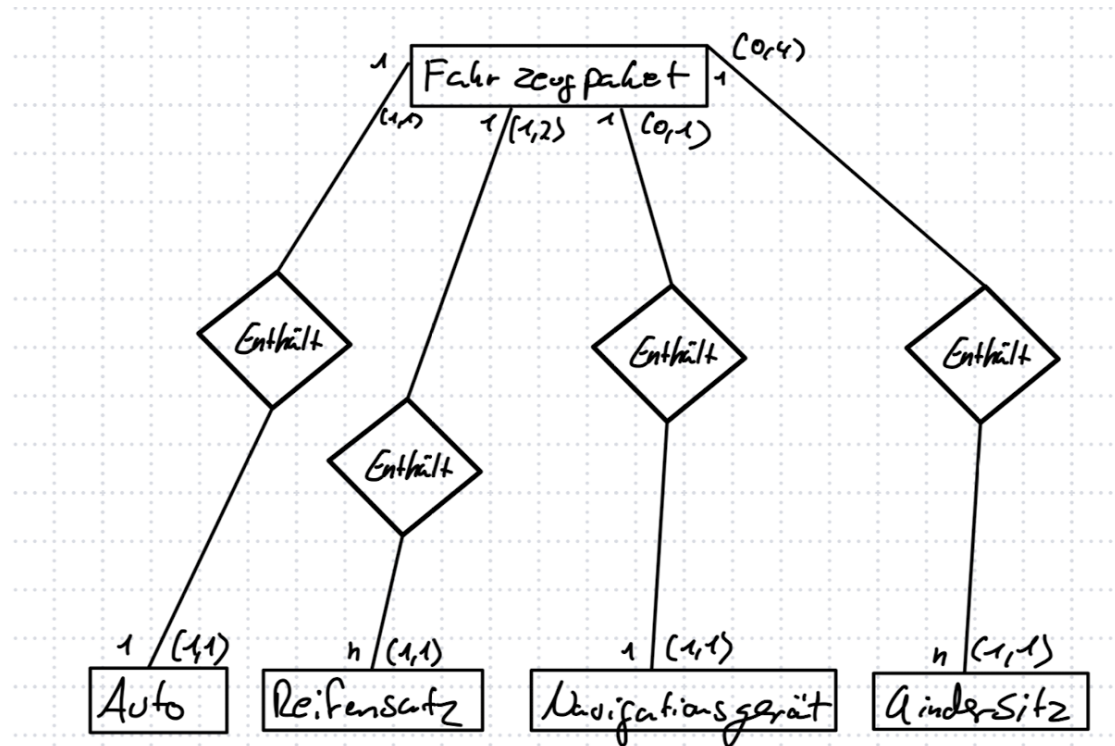 1 Fahrzeugpaket 1 (0,4)
(1,1) 1 (1,2) 1 (0,1)
Enthält
Enthält
Enthält
Enthält
1 (1,1) n (1,1) 1 (1,1) n (1,1)
Auto
Reifensatz
Navigationsgerät
Kindersitz